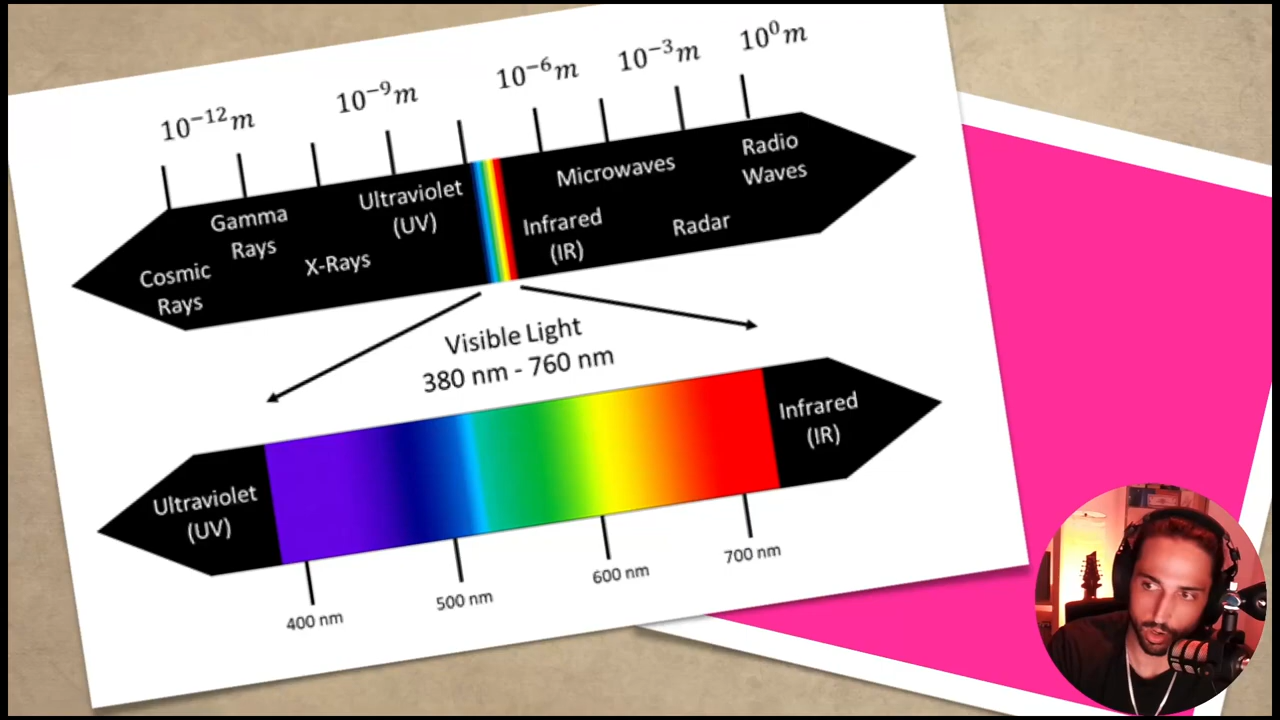 10⁻¹²m
10⁻⁹m
10⁻⁶m
10⁻³m
10⁰m
Cosmic
Rays
Gamma
Rays
X-Rays
Ultraviolet
(UV)
Infrared
(IR)
Microwaves
Radar
Radio
Waves
Visible Light
380 nm - 760 nm
Ultraviolet
(UV)
Infrared
(IR)
400 nm
500 nm
600 nm
700 nm